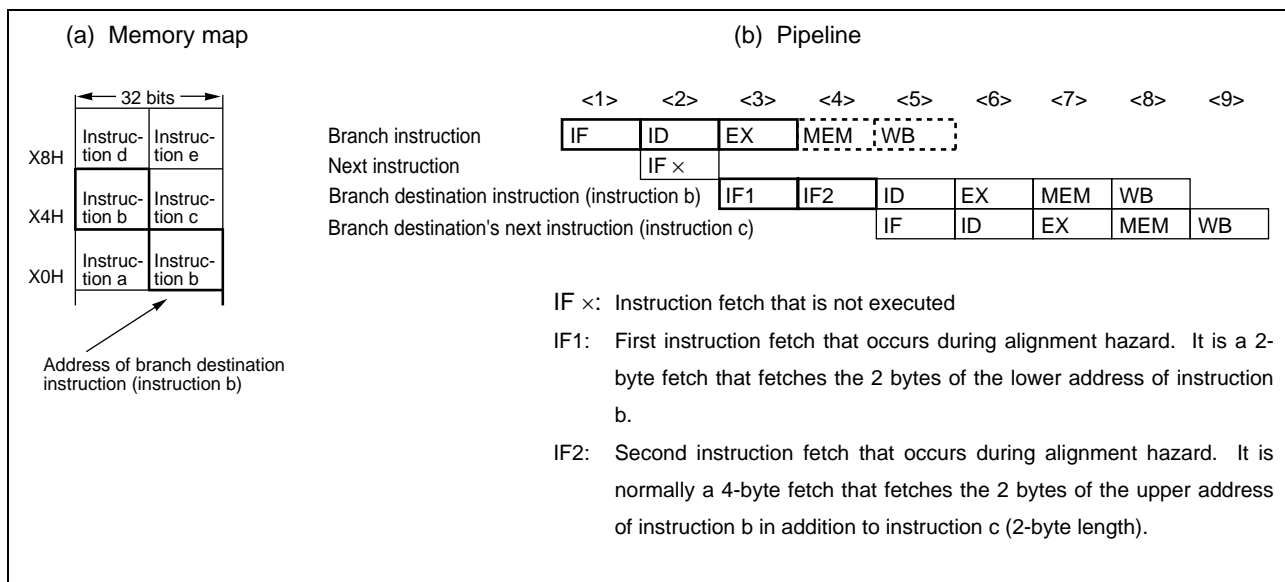 (a) Memory map
(b) Pipeline
32 bits
<1> <2> <3> <4> <5> <6> <7> <8> <9>
Instruc-
tion d
Instruc-
tion e
X8H
Instruc-
tion b
Instruc-
tion c
X4H
Instruc-
tion a
Instruc-
tion b
X0H
Address of branch destination
instruction (instruction b)
Branch instruction IF ID EX MEM WB
Next instruction IF ×
Branch destination instruction (instruction b) IF1 IF2 ID EX MEM WB
Branch destination's next instruction (instruction c) IF ID EX MEM WB
IF ×: Instruction fetch that is not executed
IF1: First instruction fetch that occurs during alignment hazard. It is a 2-
byte fetch that fetches the 2 bytes of the lower address of instruction
b.
IF2: Second instruction fetch that occurs during alignment hazard. It is
normally a 4-byte fetch that fetches the 2 bytes of the upper address
of instruction b in addition to instruction c (2-byte length).